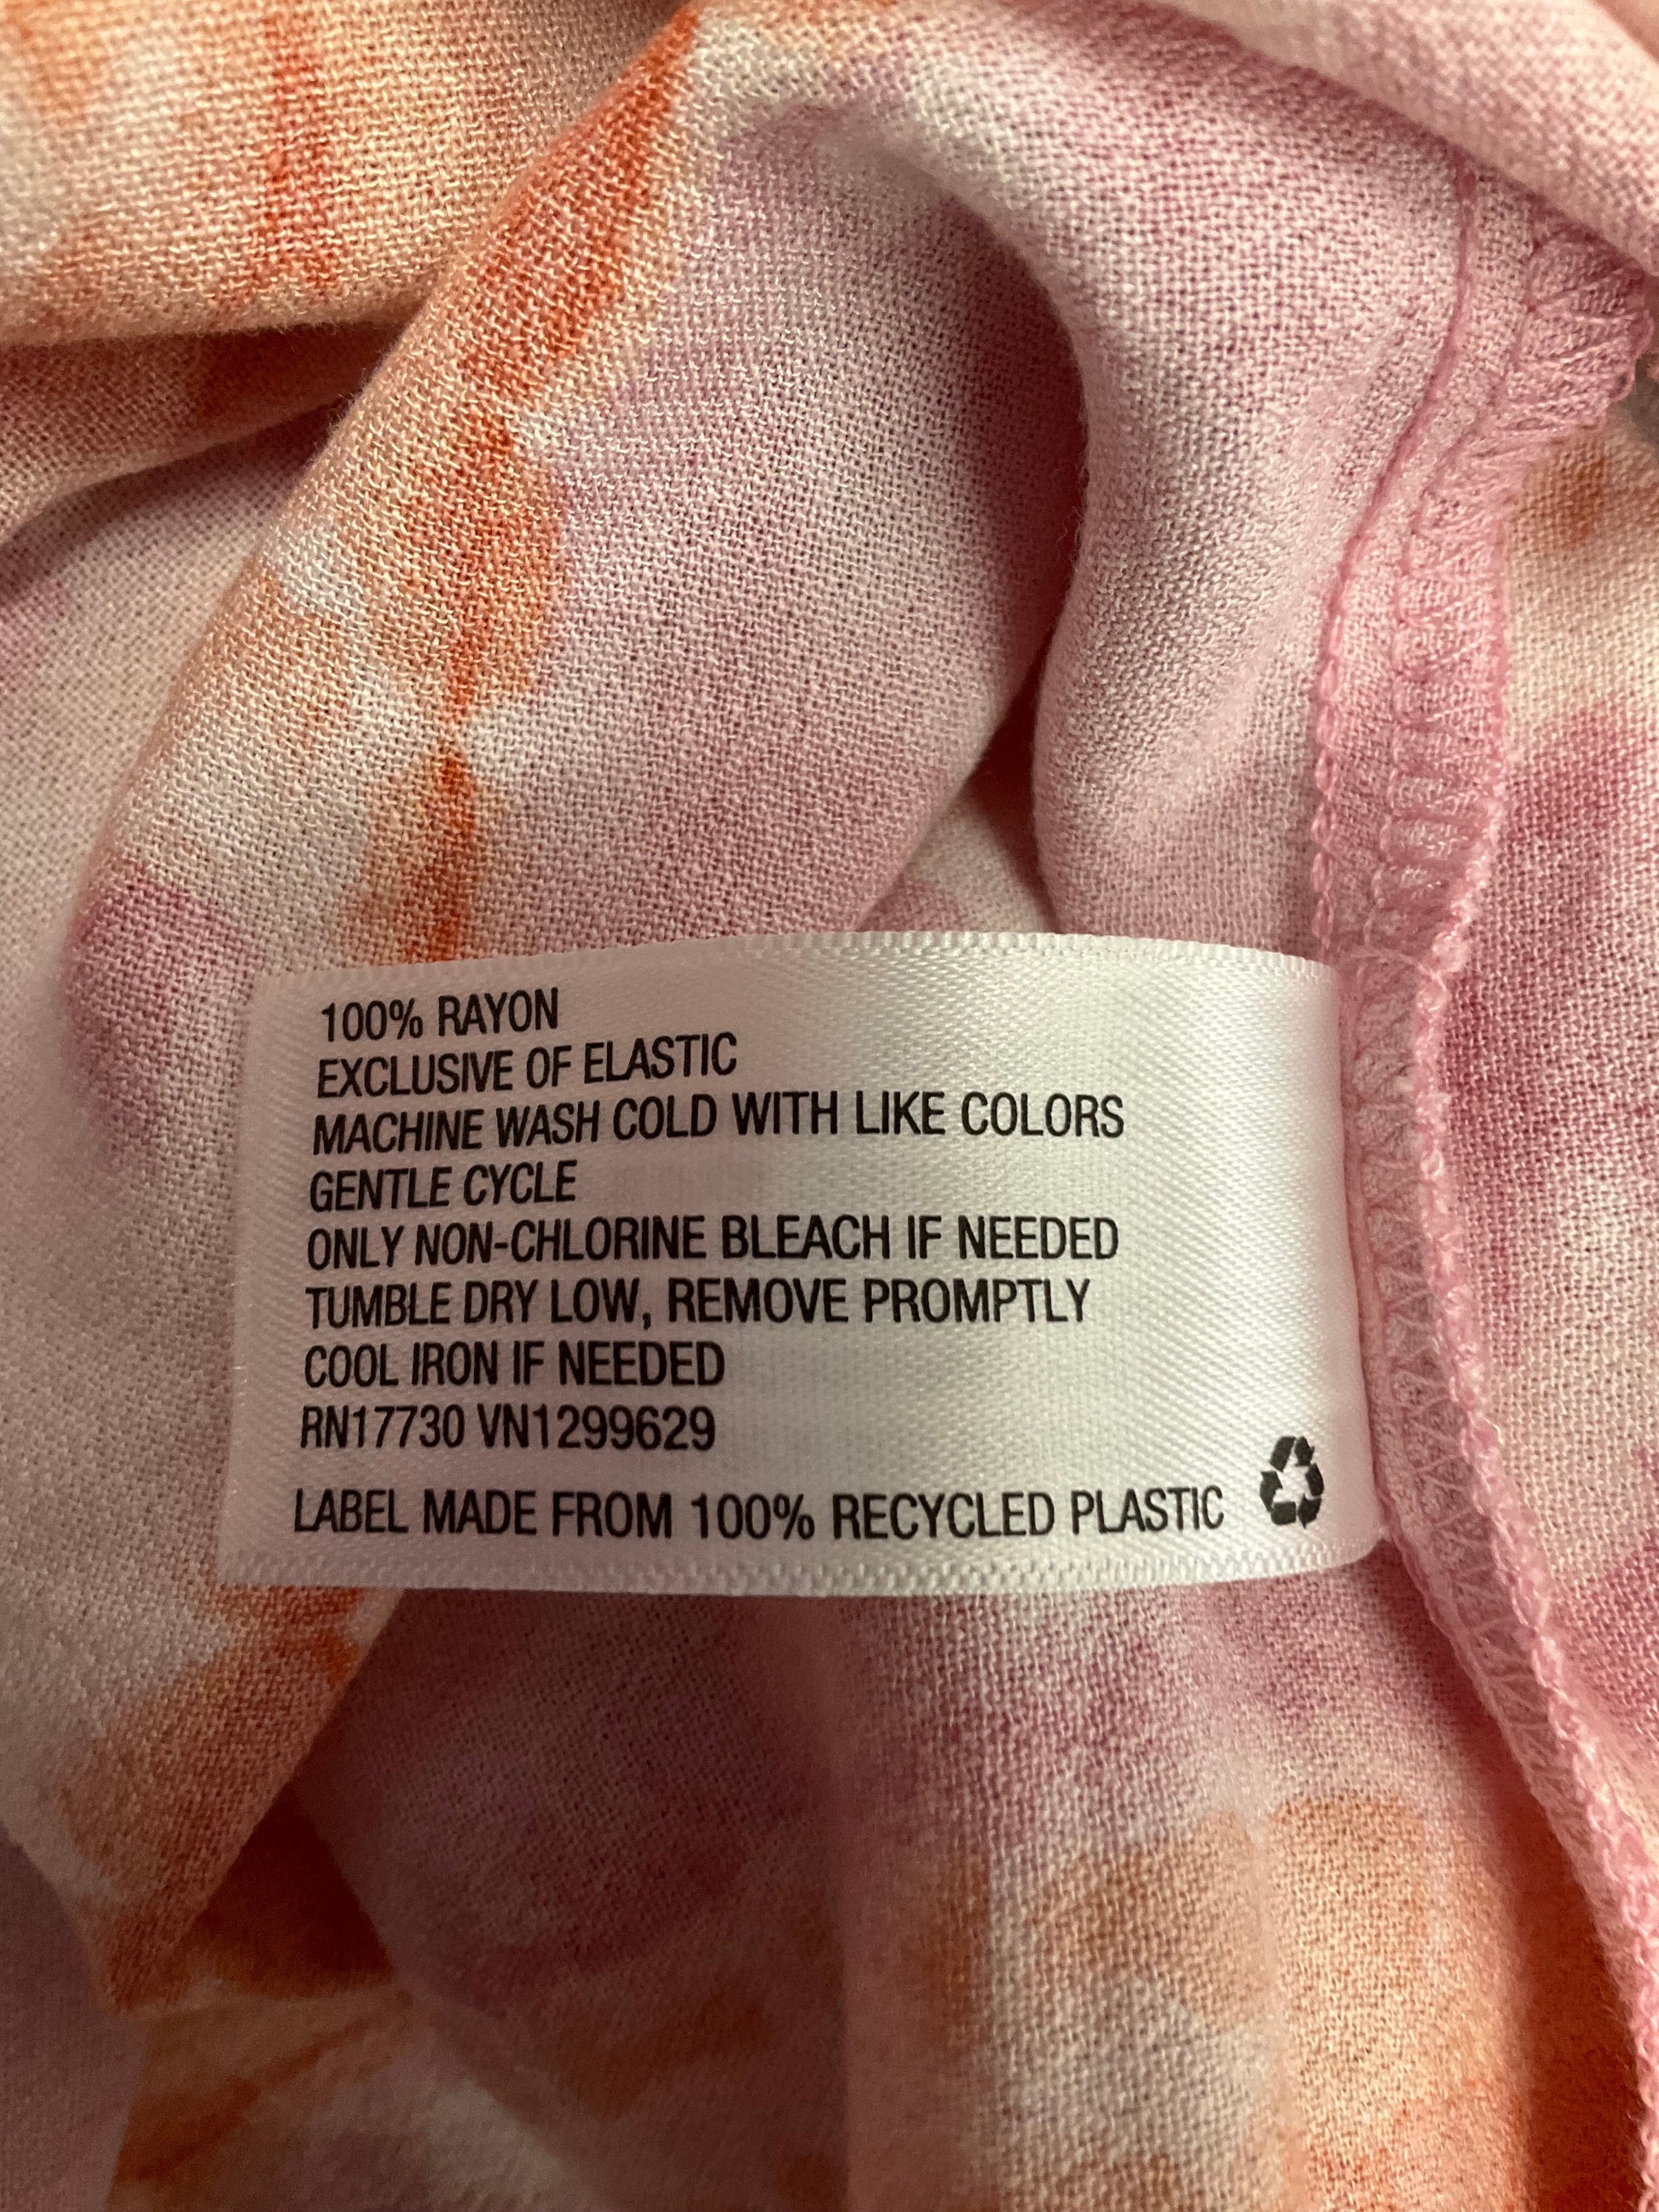 100% RAYON
EXCLUSIVE OF ELASTIC
MACHINE WASH COLD WITH LIKE COLORS
GENTLE CYCLE
ONLY NON-CHLORINE BLEACH IF NEEDED
TUMBLE DRY LOW, REMOVE PROMPTLY
COOL IRON IF NEEDED
RN17730 VN1299629
LABEL MADE FROM 100% RECYCLED PLASTIC